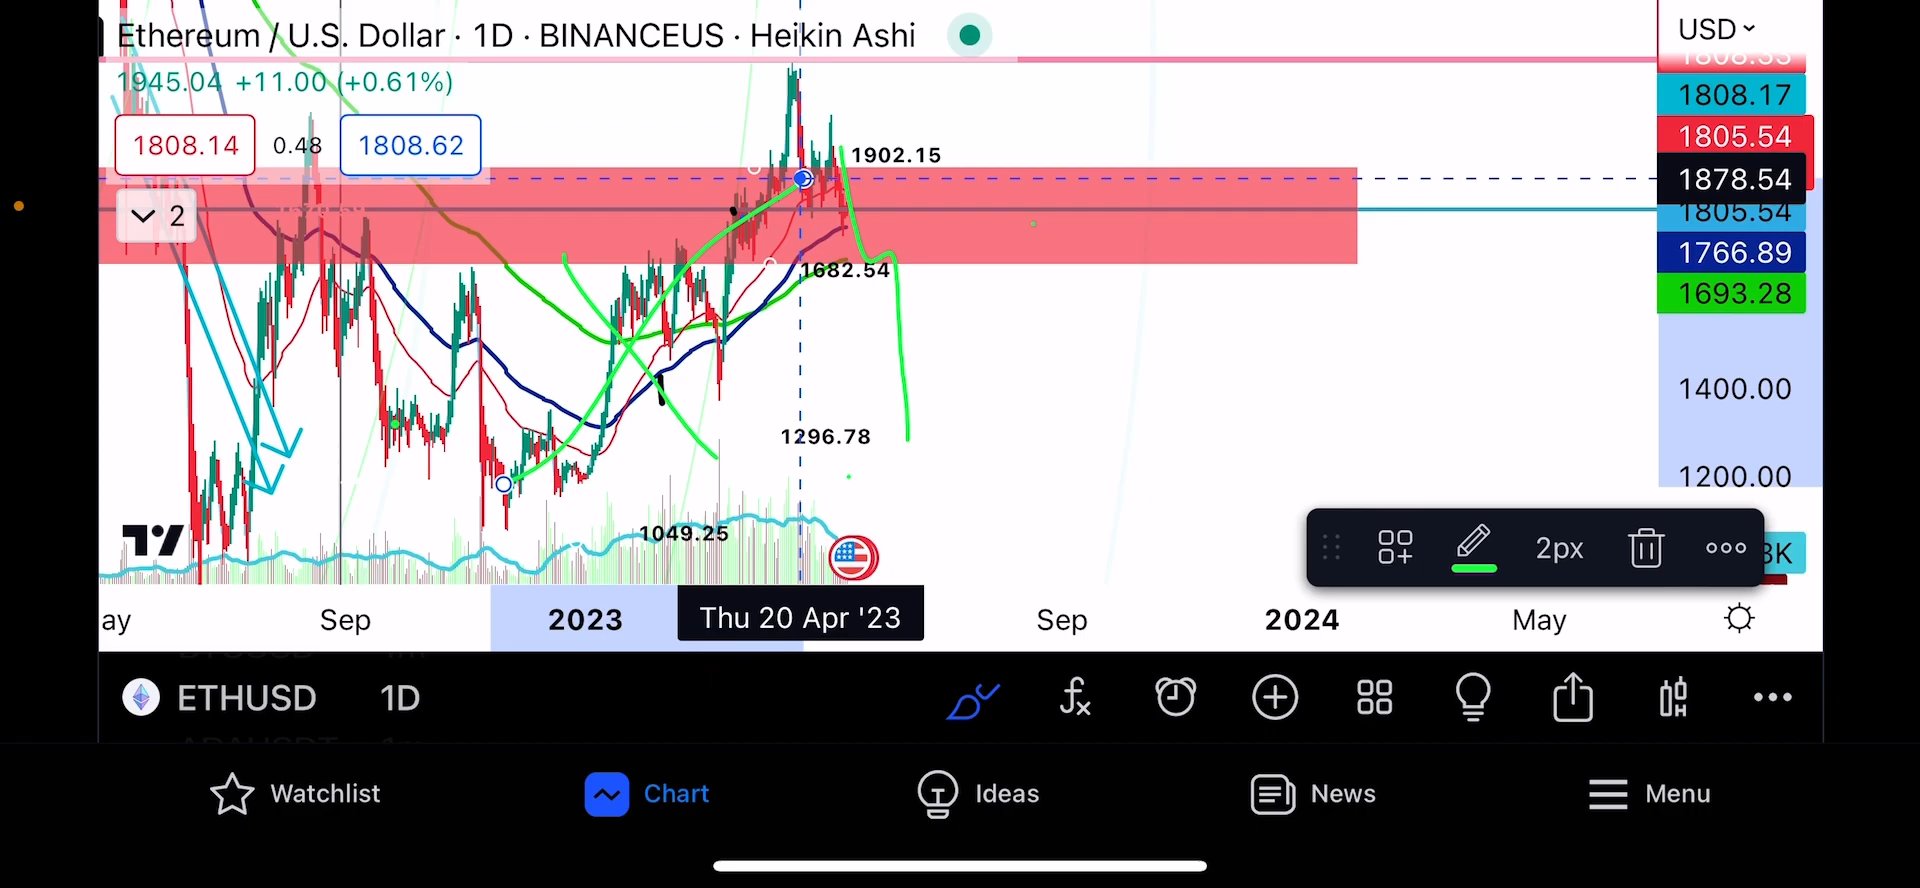 Ethereum / U.S. Dollar · 1D · BINANCEUS · Heikin Ashi
USD
1945.04 +11.00 (+0.61%)
1808.33
1808.17
1808.14 0.48 1808.62
1805.54
1902.15
1878.54
2
1805.54
1766.89
1682.54
1693.28
1400.00
1296.78
1200.00
1049.25
2px
3K
ay Sep 2023 Thu 20 Apr '23 Sep 2024 May
ETHUSD 1D
Watchlist Chart Ideas News Menu